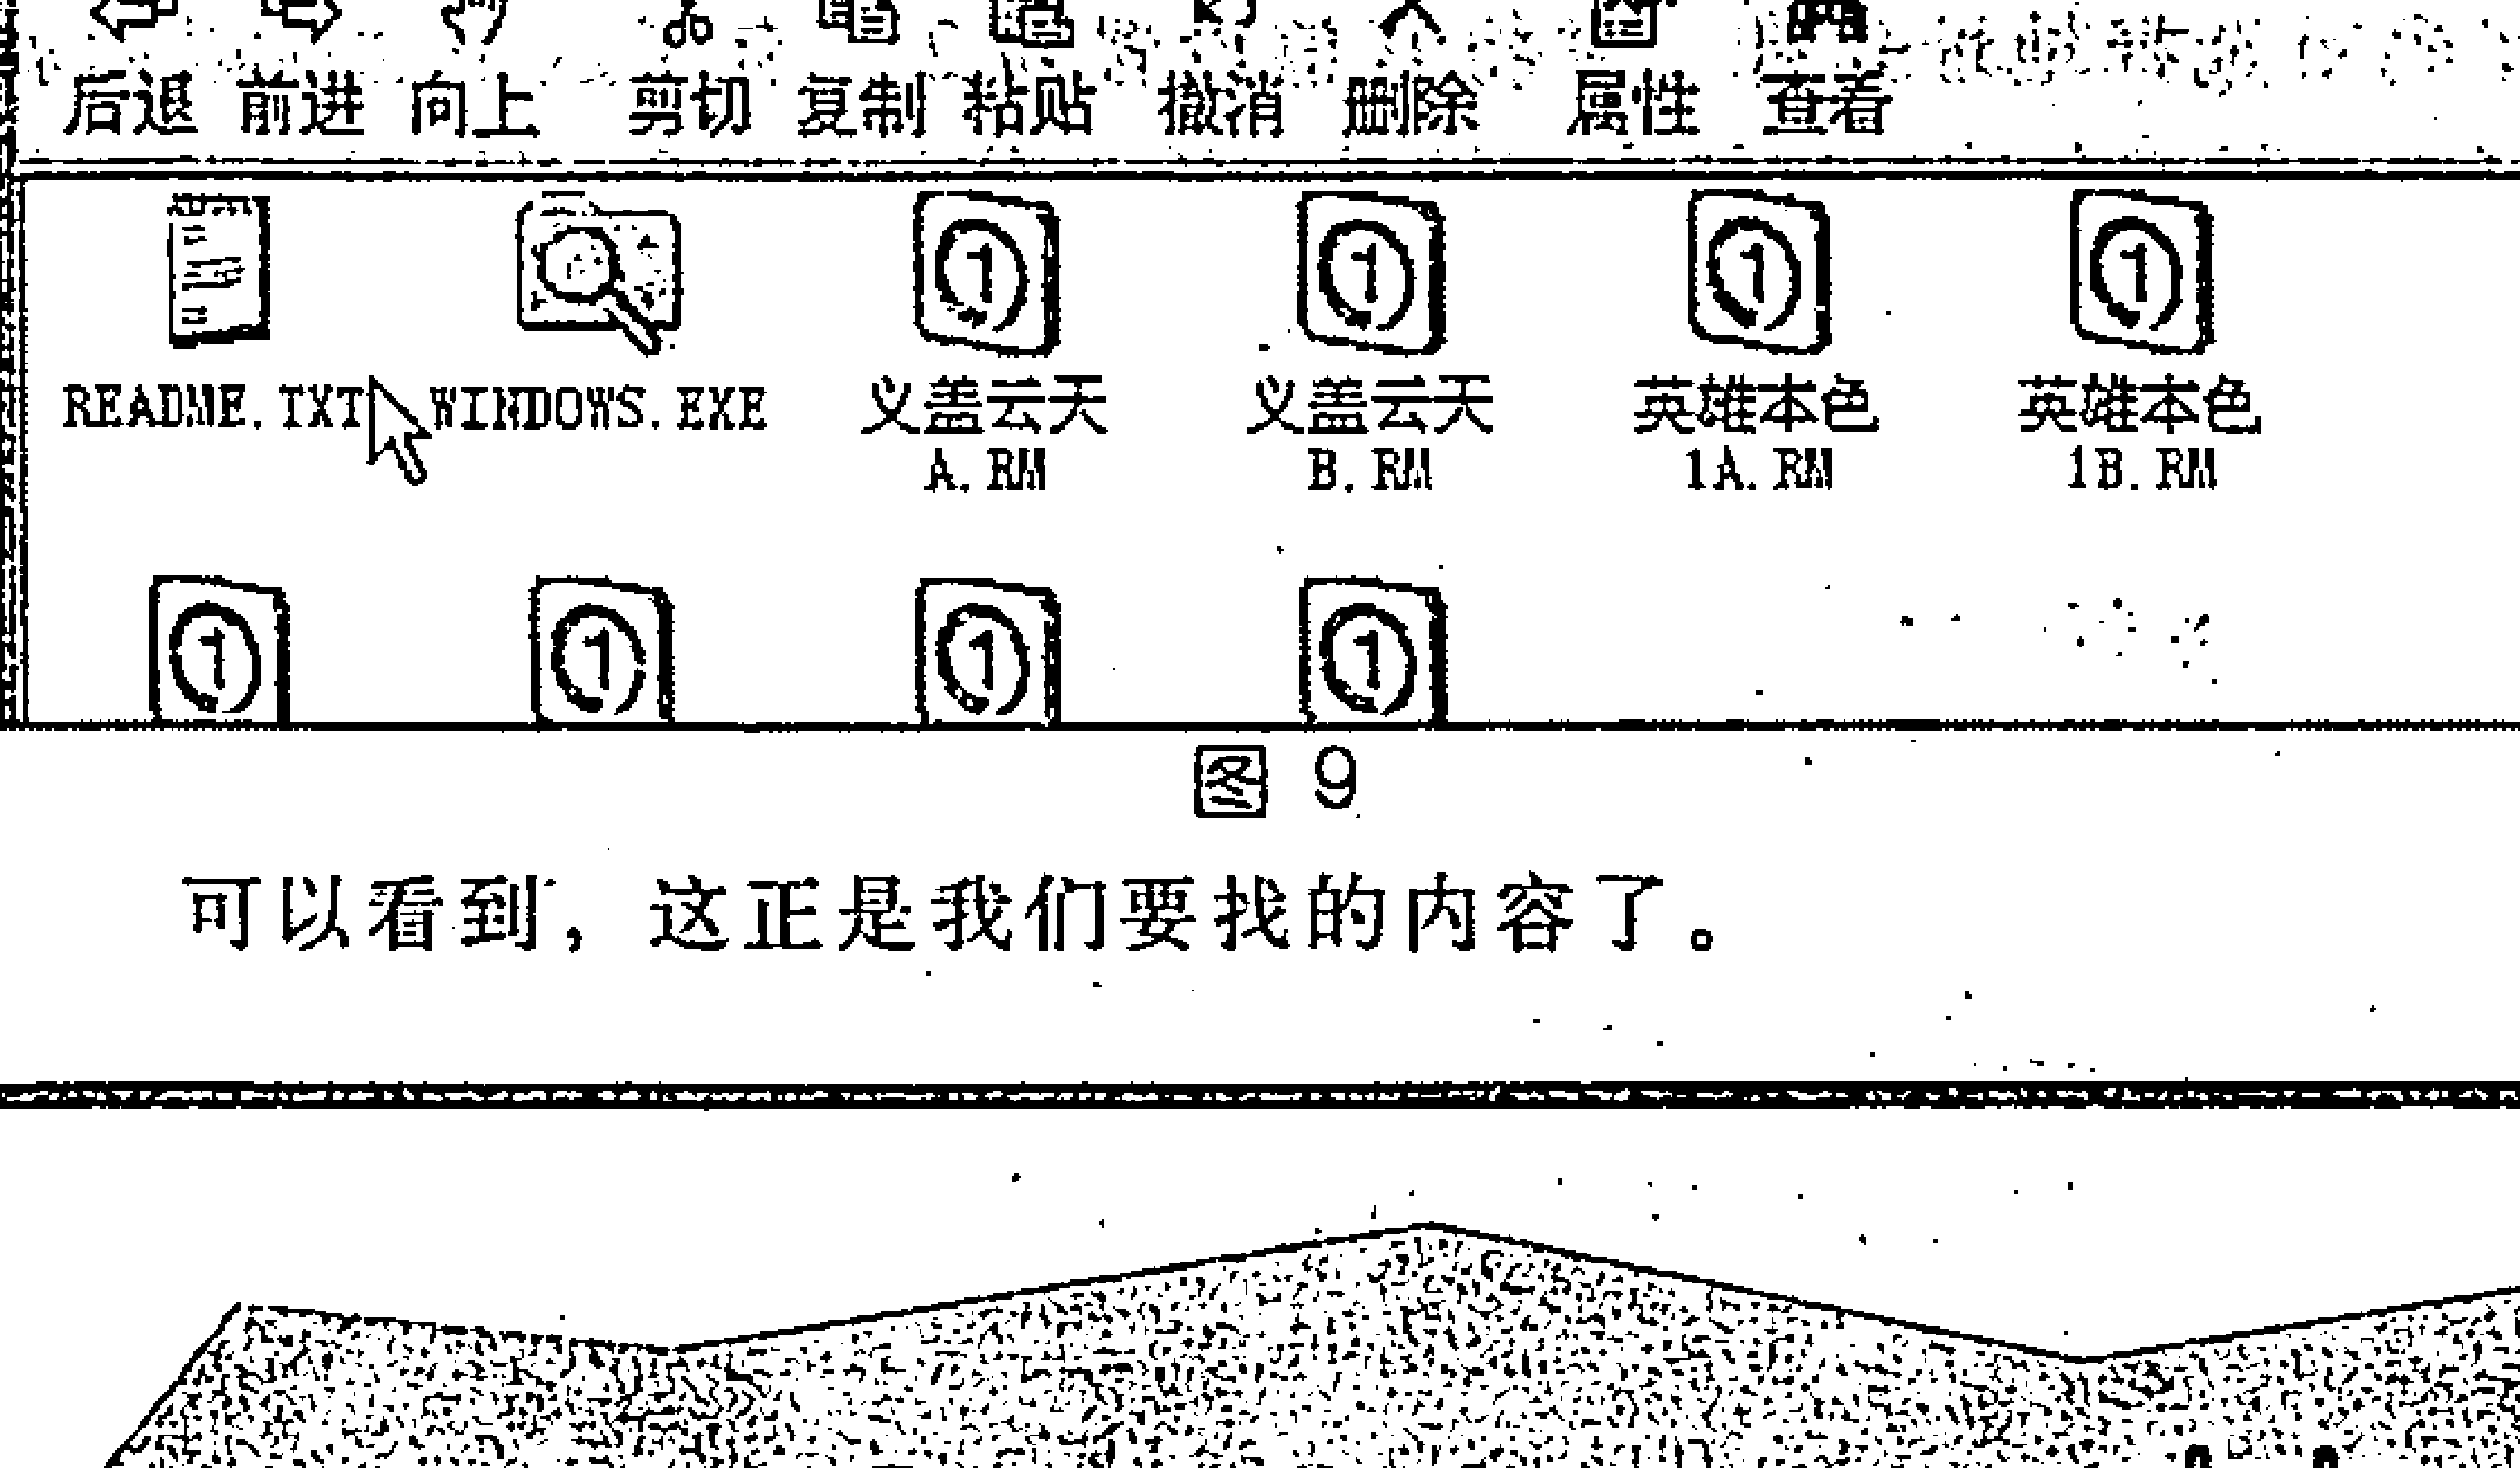 后退 前进 向上 剪切 复制 粘贴 撤消 删除 属性 查看
README.TXT WINDOWS.EXE 义盖云天 义盖云天 英雄本色 英雄本色
A.RM B.RM 1A.RM 1B.RM
图 9
可以看到，这正是我们要找的内容了。